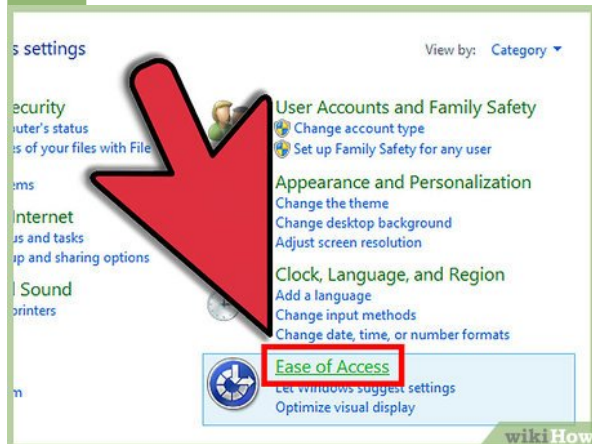 s settings
View by: Category
ecurity
uter's status
es of your files with File
ems
Internet
us and tasks
up and sharing options
Sound
rinters
m
User Accounts and Family Safety
Change account type
Set up Family Safety for any user
Appearance and Personalization
Change the theme
Change desktop background
Adjust screen resolution
Clock, Language, and Region
Add a language
Change input methods
Change date, time, or number formats
Ease of Access
Let Windows suggest settings
Optimize visual display
wikiHow